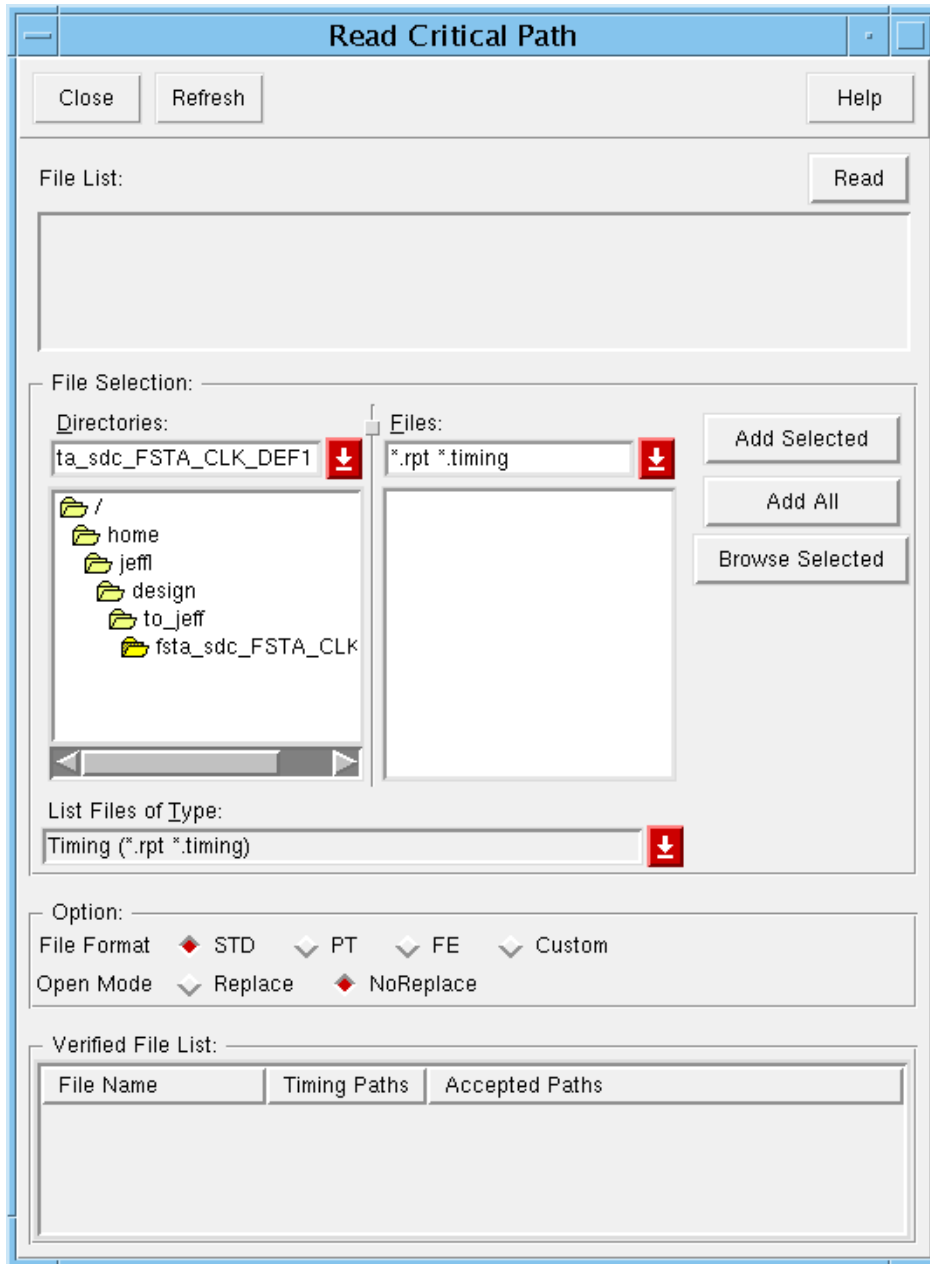 Read Critical Path
Close Refresh Help
File List: Read
File Selection:
Directories: Files:
ta_sdc_FSTA_CLK_DEF1 *.rpt *.timing
Add Selected
/
home
jeffl
design
to_jeff
fsta_sdc_FSTA_CLK
Add All
Browse Selected
List Files of Type:
Timing (*.rpt *.timing)
Option:
File Format STD PT FE Custom
Open Mode Replace NoReplace
Verified File List:
File Name Timing Paths Accepted Paths